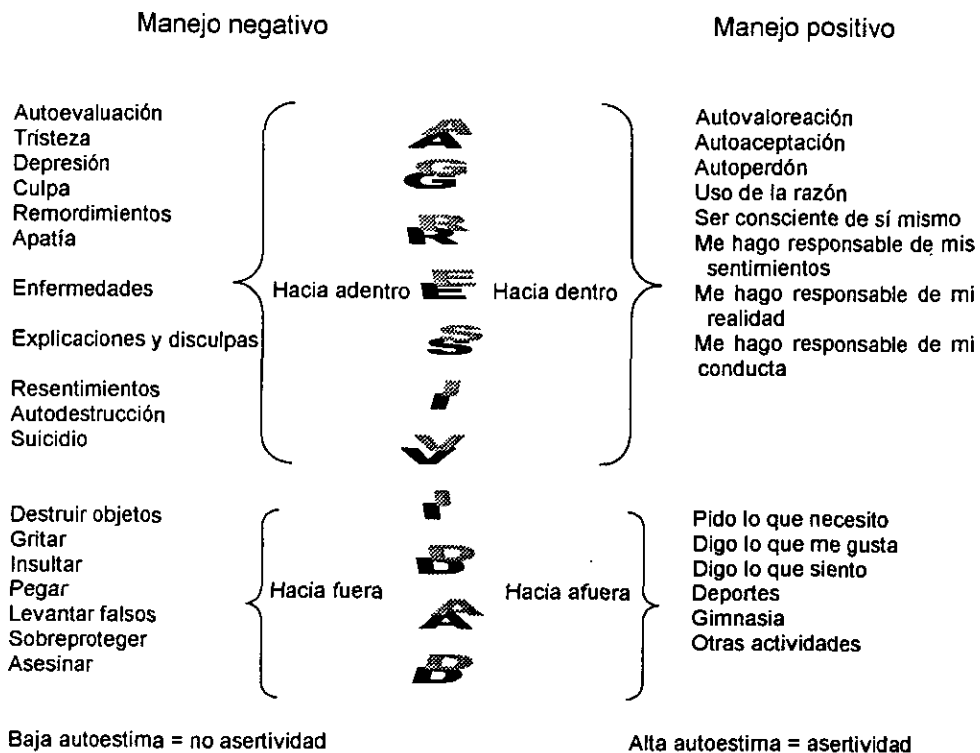 Manejo negativo
Manejo positivo
Autoevaluación
Trísteza
Depresión
Culpa
Remordimientos
Apatía
Enfermedades
Explicaciones y disculpas
Resentimientos
Autodestrucción
Suicidio
Hacia adentro
A
G
R
E
S
I
V
I
D
A
D
Hacia dentro
Autovaloreación
Autoaceptación
Autoperdón
Uso de la razón
Ser consciente de sí mismo
Me hago responsable de mis
sentimientos
Me hago responsable de mi
realidad
Me hago responsable de mi
conducta
Destruir objetos
Gritar
Insultar
Pegar
Levantar falsos
Sobreproteger
Asesinar
Hacia fuera
Hacia afuera
Pido lo que necesito
Digo lo que me gusta
Digo lo que siento
Deportes
Gimnasia
Otras actividades
Baja autoestima = no asertividad
Alta autoestima = asertividad